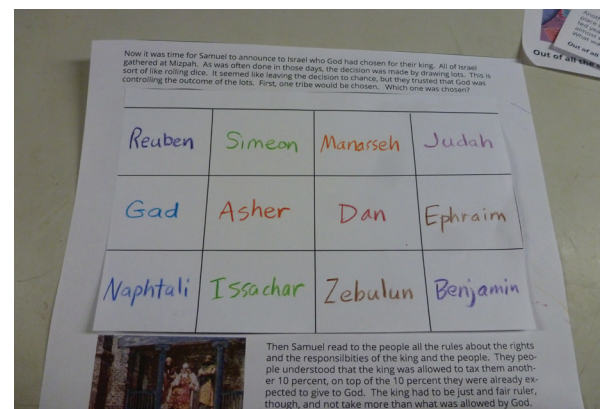 Now it was time for Samuel to announce to Israel who God had chosen for their king. All of Israel
gathered at Mizpah. As was often done in those days, the decision was made by drawing lots. This is
sort of like rolling dice. It seemed like leaving the decision to chance, but they trusted that God was
controlling the outcome of the lots. First, one tribe would be chosen. Which one was chosen?
Reuben Simeon Manasseh Judah
Gad Asher Dan Ephraim
Naphtali Issachar Zebulun Benjamin
Then Samuel read to the people all the rules about the rights
and the responsilbities of the king and the people. They peo-
ple understood that the king was allowed to tax them anoth-
er 10 percent, on top of the 10 percent they were already ex-
pected to give to God. The king had to be just and fair ruler,
though, and not take more than what was allowed by God.
Out of all the